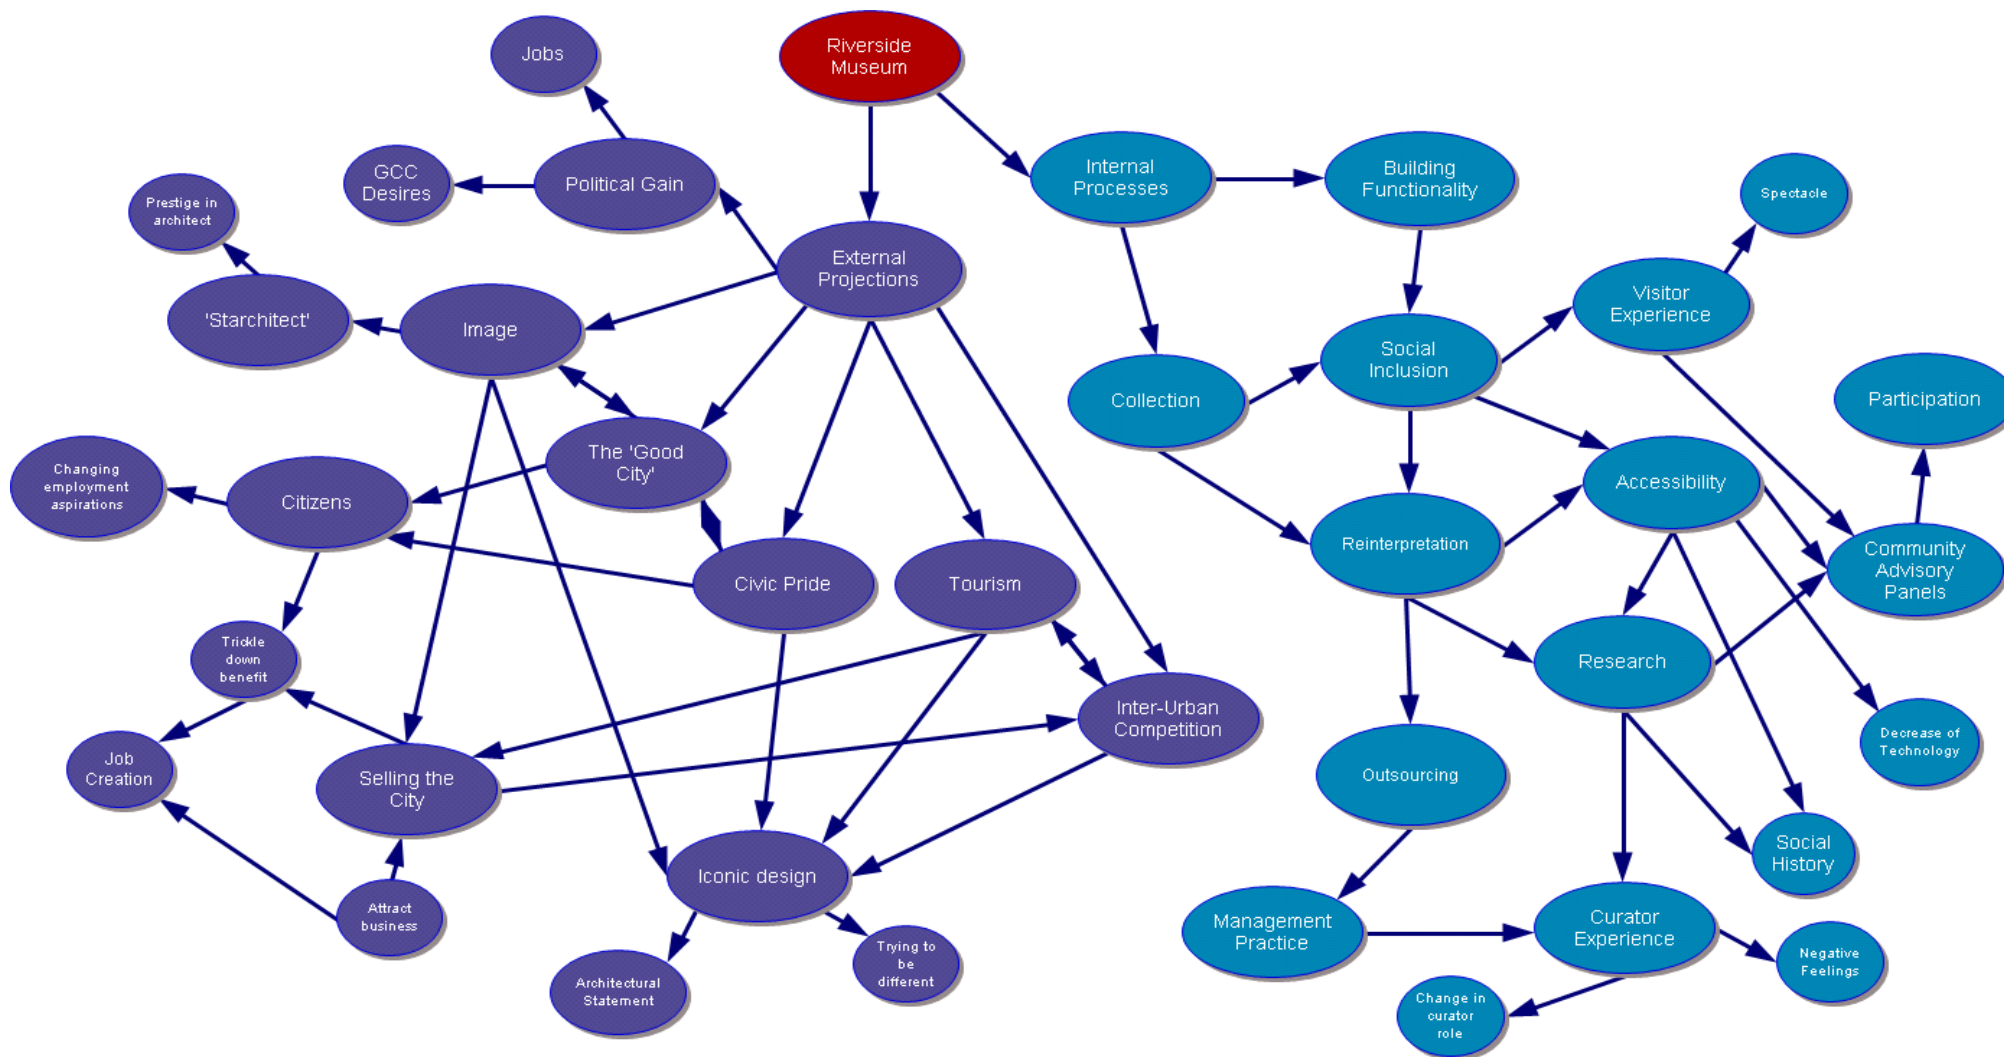 Riverside
Museum
Jobs
Internal
Processes
Building
Functionality
GCC
Desires
Political Gain
Spectacle
Prestige in
architect
External
Projections
Visitor
Experience
'Starchitect'
Image
Social
Inclusion
Collection
Participation
The 'Good
City'
Changing
employment
aspirations
Citizens
Accessibility
Reinterpretation
Community
Advisory
Panels
Civic Pride
Tourism
Trickle
down
benefit
Research
Inter-Urban
Competition
Decrease of
Technology
Job
Creation
Selling the
City
Outsourcing
Social
History
Iconic design
Attract
business
Management
Practice
Curator
Experience
Trying to
be
different
Negative
Feelings
Architectural
Statement
Change in
curator
role